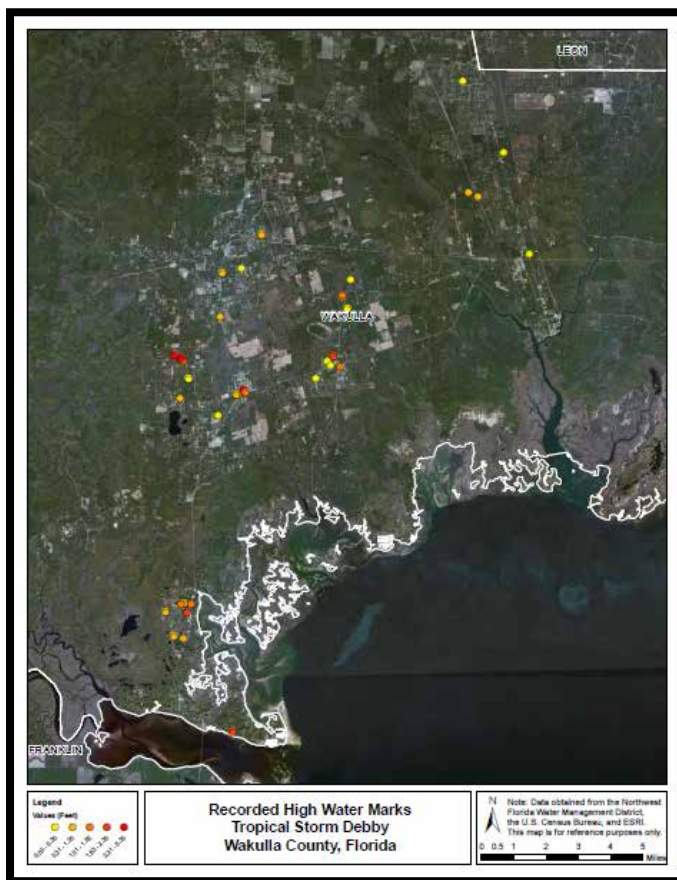 LEON
WAKULLA
FRANKLIN
Legend
Values (Feet)
Recorded High Water Marks
Tropical Storm Debby
Wakulla County, Florida
N
Note: Data obtained from the Northwest
Florida Water Management District,
the U.S. Census Bureau, and ESRI.
This map is for reference purposes only.
0 0.5 1 2 3 4 5
Miles